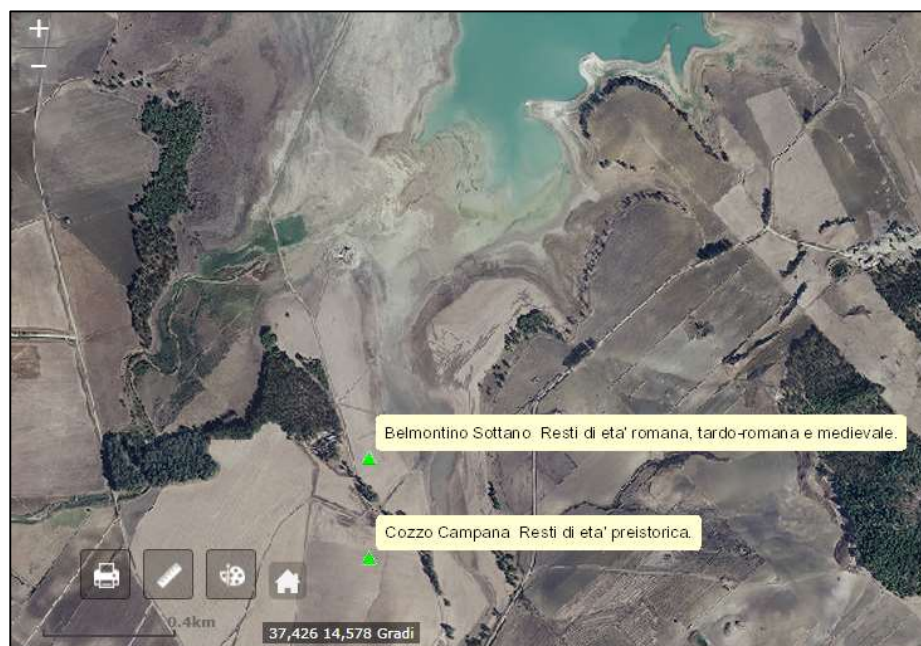 +
−
Belmontino Sottano Resti di eta' romana, tardo-romana e medievale.
Cozzo Campana Resti di eta' preistorica.
0.4km
37,426 14,578 Gradi